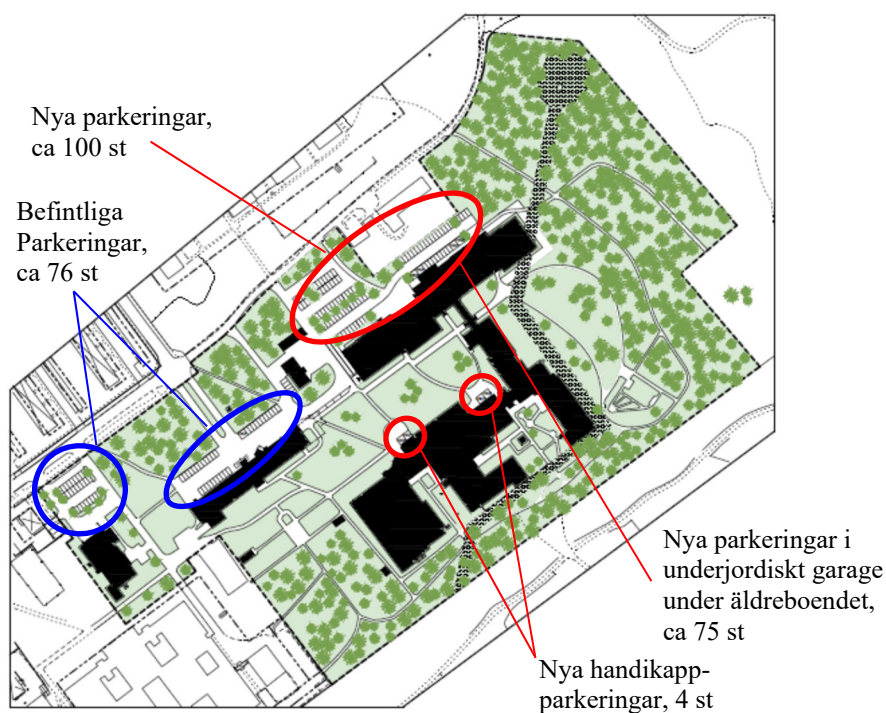 Nya parkeringar,
ca 100 st
Befintliga
Parkeringar,
ca 76 st
Nya parkeringar i
underjordiskt garage
under äldreboendet,
ca 75 st
Nya handikapp-
parkeringar, 4 st